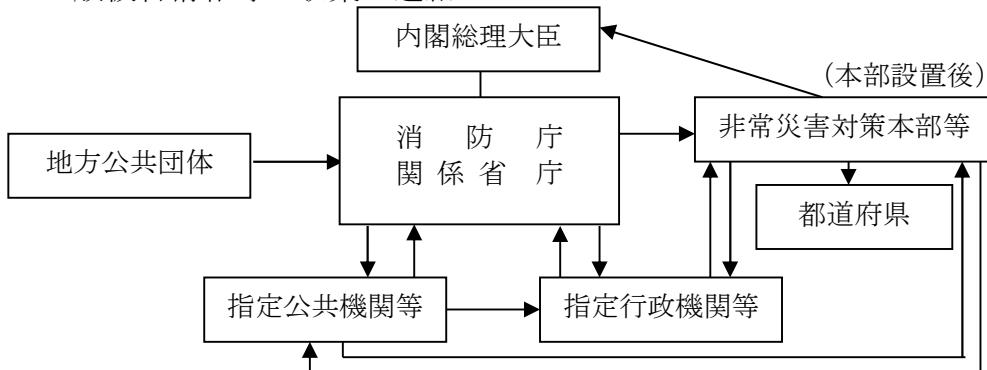 内閣総理大臣
(本部設置後)
消防庁
関係省庁
非常災害対策本部等
地方公共団体
都道府県
指定公共機関等
指定行政機関等